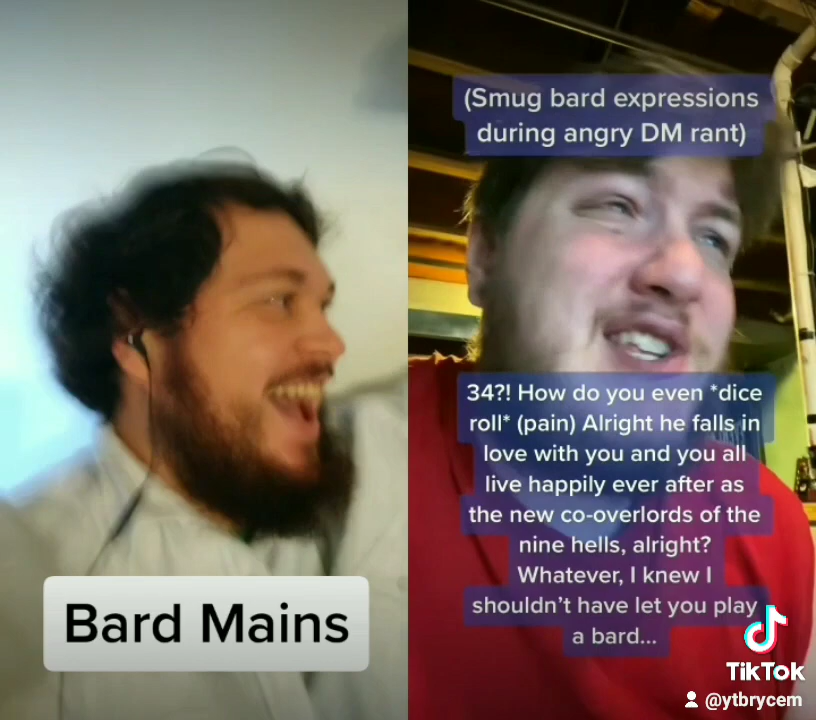 (Smug bard expressions
during angry DM rant)
34?! How do you even *dice
roll* (pain) Alright he falls in
love with you and you all
live happily ever after as
the new co-overlords of the
nine hells, alright?
Whatever, I knew I
shouldn’t have let you play
a bard...
Bard Mains
TikTok
@ytbrycem